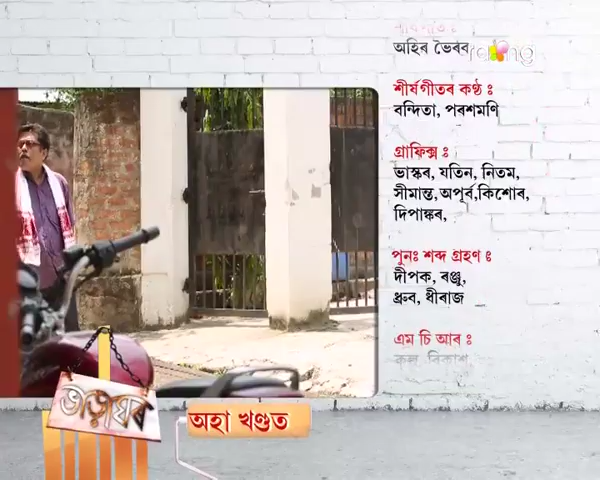 অহিৰ ভৈৰৱ
rang
শীৰ্ষগীতৰ কণ্ঠ ঃ
বন্দিতা, পৰশমণি
গ্ৰাফিক্স ঃ
ভাস্কৰ, যতিন, নিতম,
সীমান্ত, অপূৰ্ব,কিশোৰ,
দিপাঙ্কৰ,
পুনঃ শব্দ গ্ৰহণ ঃ
দীপক, ৰঞ্জু,
ধ্ৰুৱ, ধীৰাজ
এম চি আৰ ঃ
ভাড়াঘৰ
অহা খণ্ডত